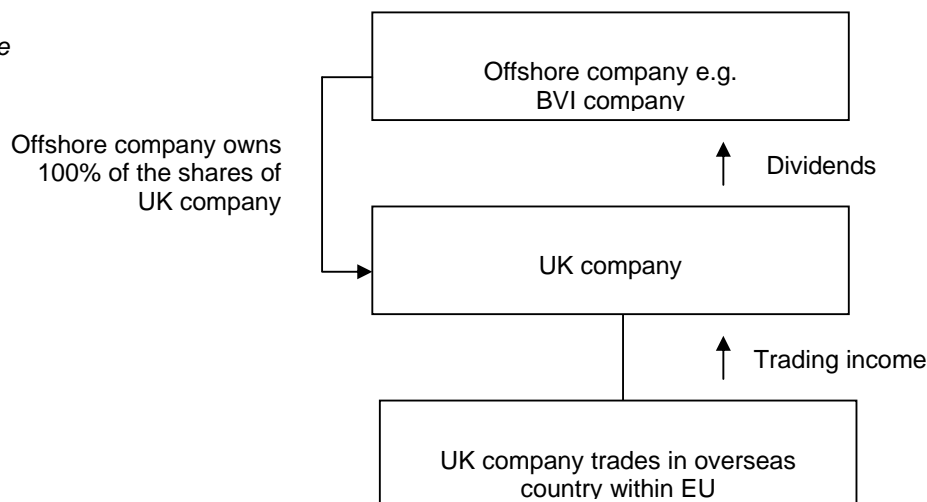 e
Offshore company e.g.
BVI company
Offshore company owns
100% of the shares of
UK company
Dividends
UK company
Trading income
UK company trades in overseas
country within EU